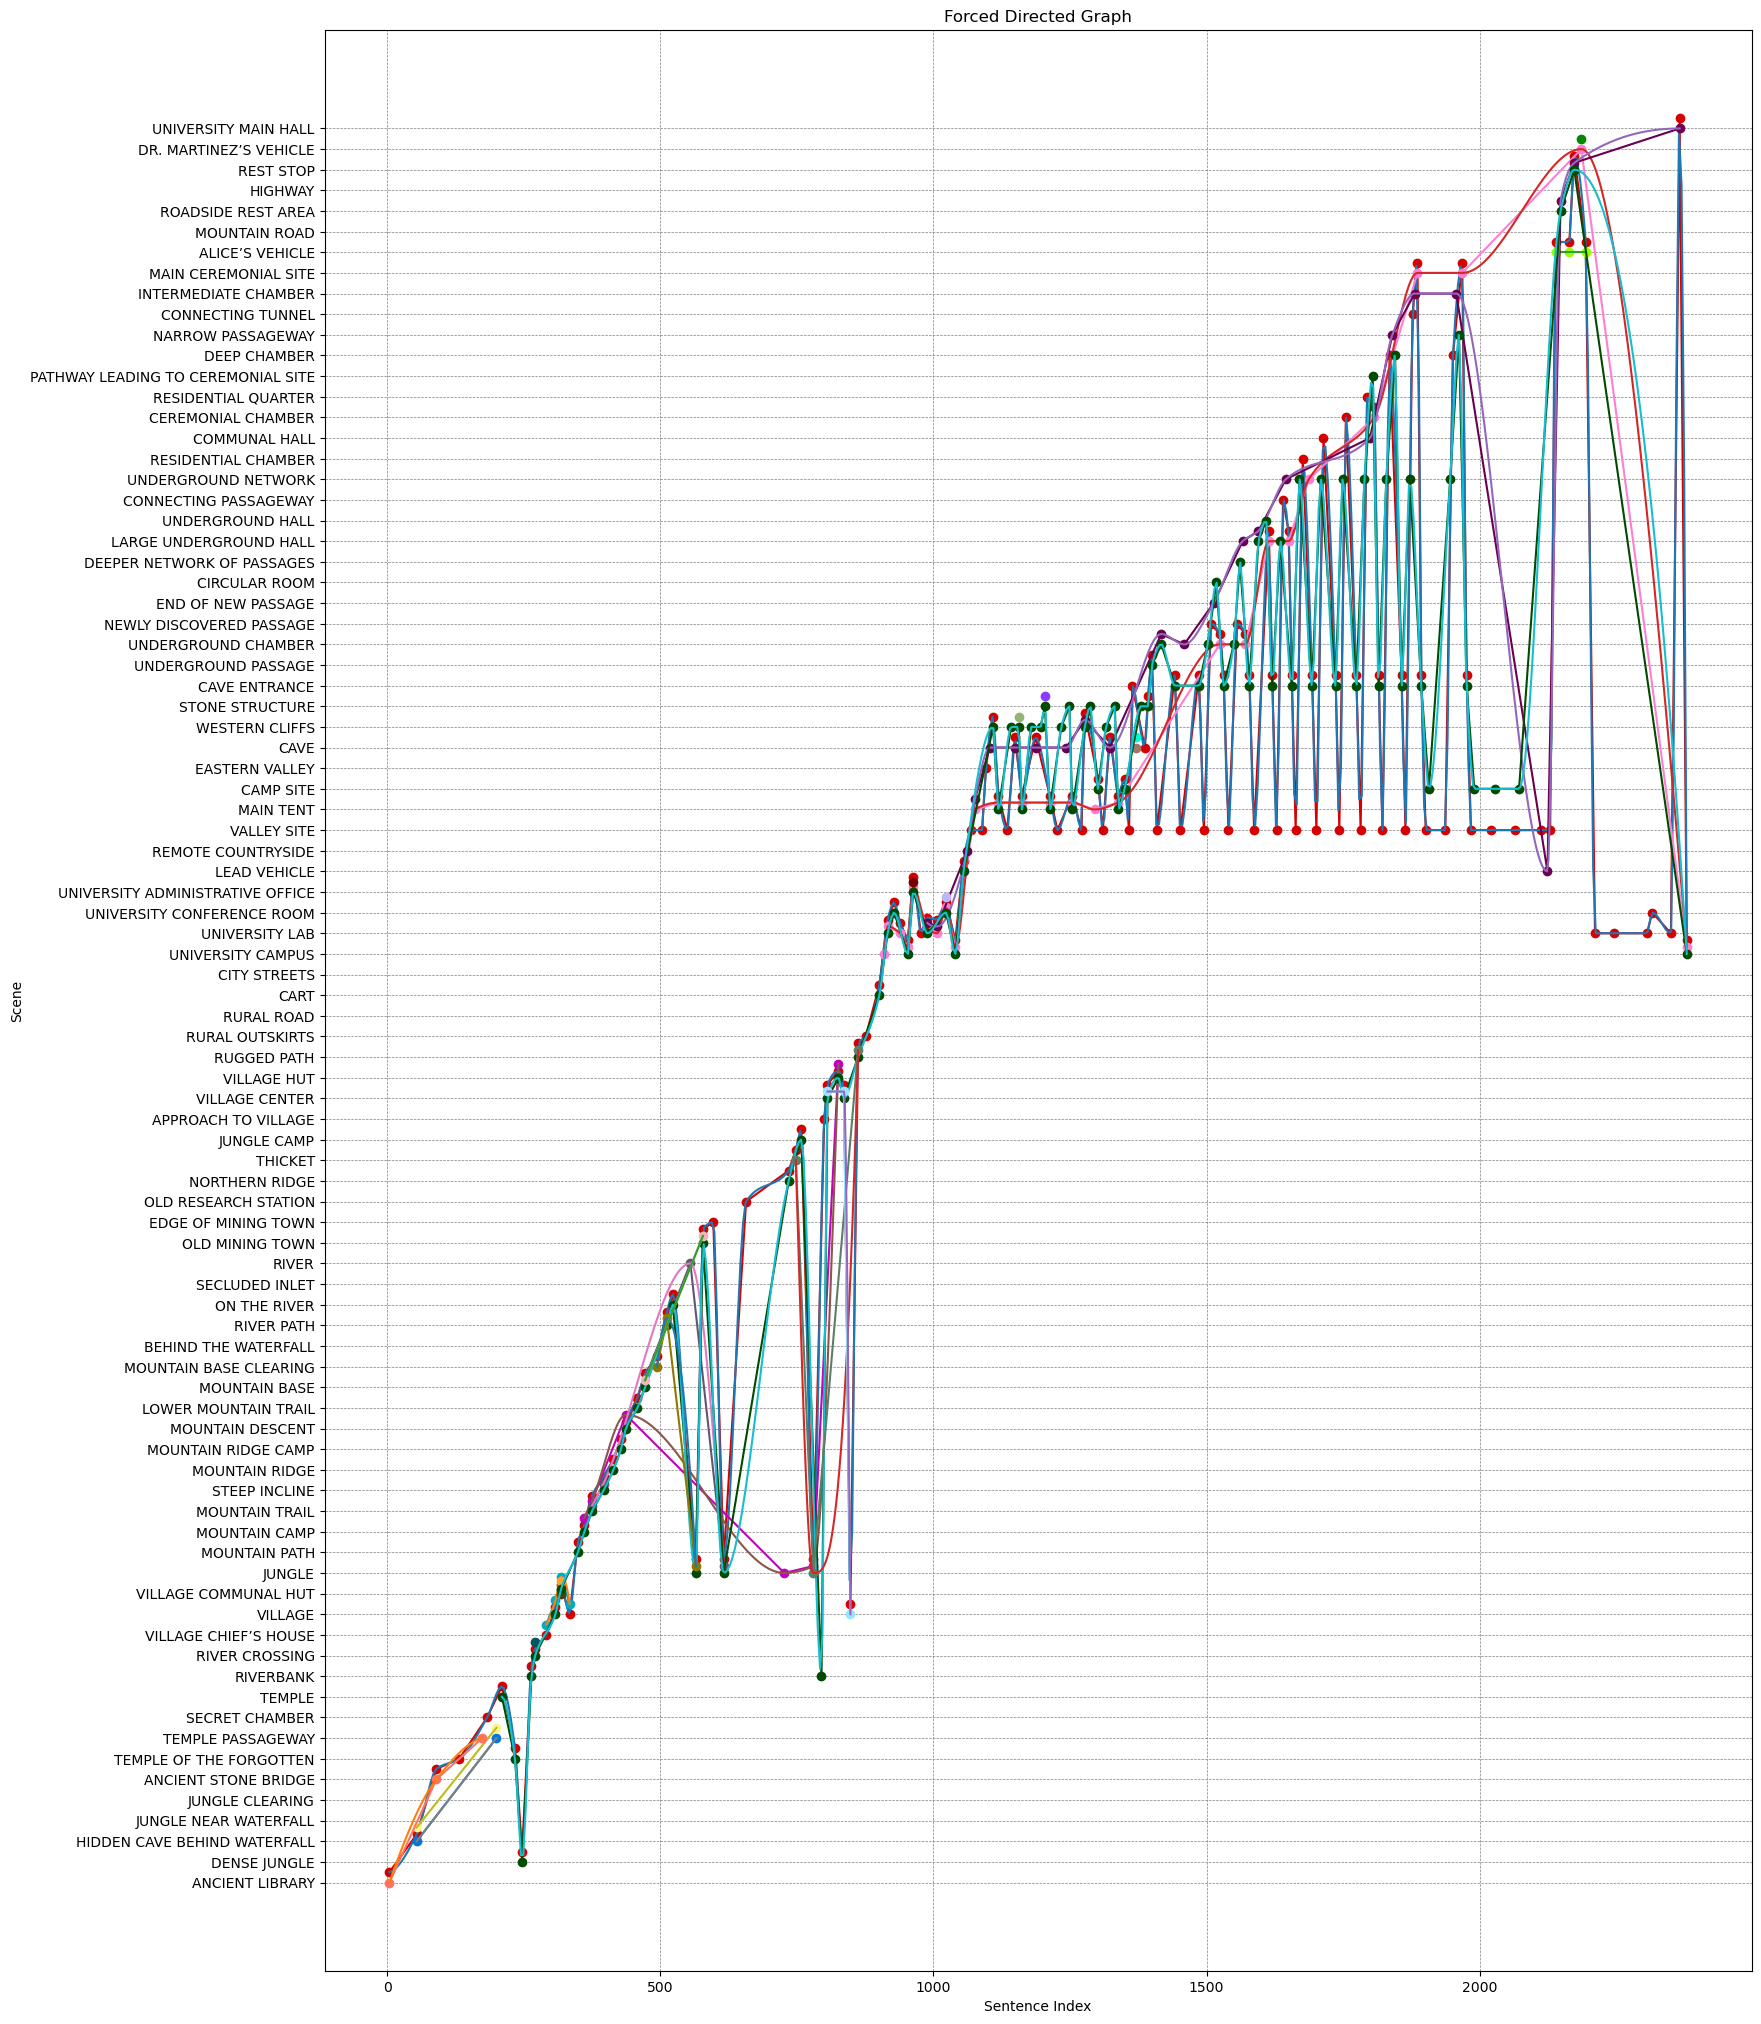 Forced Directed Graph
UNIVERSITY MAIN HALL
DR. MARTINEZ’S VEHICLE
REST STOP
HIGHWAY
ROADSIDE REST AREA
MOUNTAIN ROAD
ALICE’S VEHICLE
MAIN CEREMONIAL SITE
INTERMEDIATE CHAMBER
CONNECTING TUNNEL
NARROW PASSAGEWAY
DEEP CHAMBER
PATHWAY LEADING TO CEREMONIAL SITE
RESIDENTIAL QUARTER
CEREMONIAL CHAMBER
COMMUNAL HALL
RESIDENTIAL CHAMBER
UNDERGROUND NETWORK
CONNECTING PASSAGEWAY
UNDERGROUND HALL
LARGE UNDERGROUND HALL
DEEPER NETWORK OF PASSAGES
CIRCULAR ROOM
END OF NEW PASSAGE
NEWLY DISCOVERED PASSAGE
UNDERGROUND CHAMBER
UNDERGROUND PASSAGE
CAVE ENTRANCE
STONE STRUCTURE
WESTERN CLIFFS
CAVE
EASTERN VALLEY
CAMP SITE
MAIN TENT
VALLEY SITE
REMOTE COUNTRYSIDE
LEAD VEHICLE
UNIVERSITY ADMINISTRATIVE OFFICE
UNIVERSITY CONFERENCE ROOM
UNIVERSITY LAB
UNIVERSITY CAMPUS
CITY STREETS
CART
RURAL ROAD
RURAL OUTSKIRTS
RUGGED PATH
VILLAGE HUT
VILLAGE CENTER
APPROACH TO VILLAGE
JUNGLE CAMP
THICKET
NORTHERN RIDGE
OLD RESEARCH STATION
EDGE OF MINING TOWN
OLD MINING TOWN
RIVER
SECLUDED INLET
ON THE RIVER
RIVER PATH
BEHIND THE WATERFALL
MOUNTAIN BASE CLEARING
MOUNTAIN BASE
LOWER MOUNTAIN TRAIL
MOUNTAIN DESCENT
MOUNTAIN RIDGE CAMP
MOUNTAIN RIDGE
STEEP INCLINE
MOUNTAIN TRAIL
MOUNTAIN CAMP
MOUNTAIN PATH
JUNGLE
VILLAGE COMMUNAL HUT
VILLAGE
VILLAGE CHIEF’S HOUSE
RIVER CROSSING
RIVERBANK
TEMPLE
SECRET CHAMBER
TEMPLE PASSAGEWAY
TEMPLE OF THE FORGOTTEN
ANCIENT STONE BRIDGE
JUNGLE CLEARING
JUNGLE NEAR WATERFALL
HIDDEN CAVE BEHIND WATERFALL
DENSE JUNGLE
ANCIENT LIBRARY
Scene
0 500 1000 1500 2000
Sentence Index